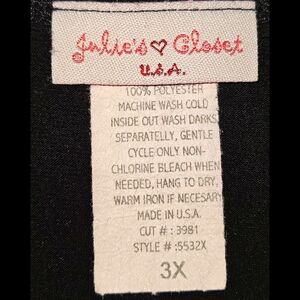 Julie's♡Closet
U.S.A.
100% POLYESTER
MACHINE WASH COLD
INSIDE OUT WASH DARKS
SEPARATELLY, GENTLE
CYCLE ONLY NON-
CHLORINE BLEACH WHEN
NEEDED, HANG TO DRY,
WARM IRON IF NECESARY
MADE IN U.S.A.
CUT # : 3981
STYLE # : 5532X
3X